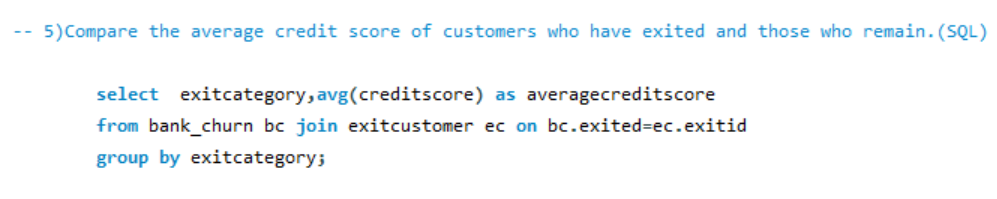 -- 5)Compare the average credit score of customers who have exited and those who remain.(SQL)
select  exitcategory,avg(creditscore) as averagecreditscore
from bank_churn bc join exitcustomer ec on bc.exited=ec.exitid
group by exitcategory;